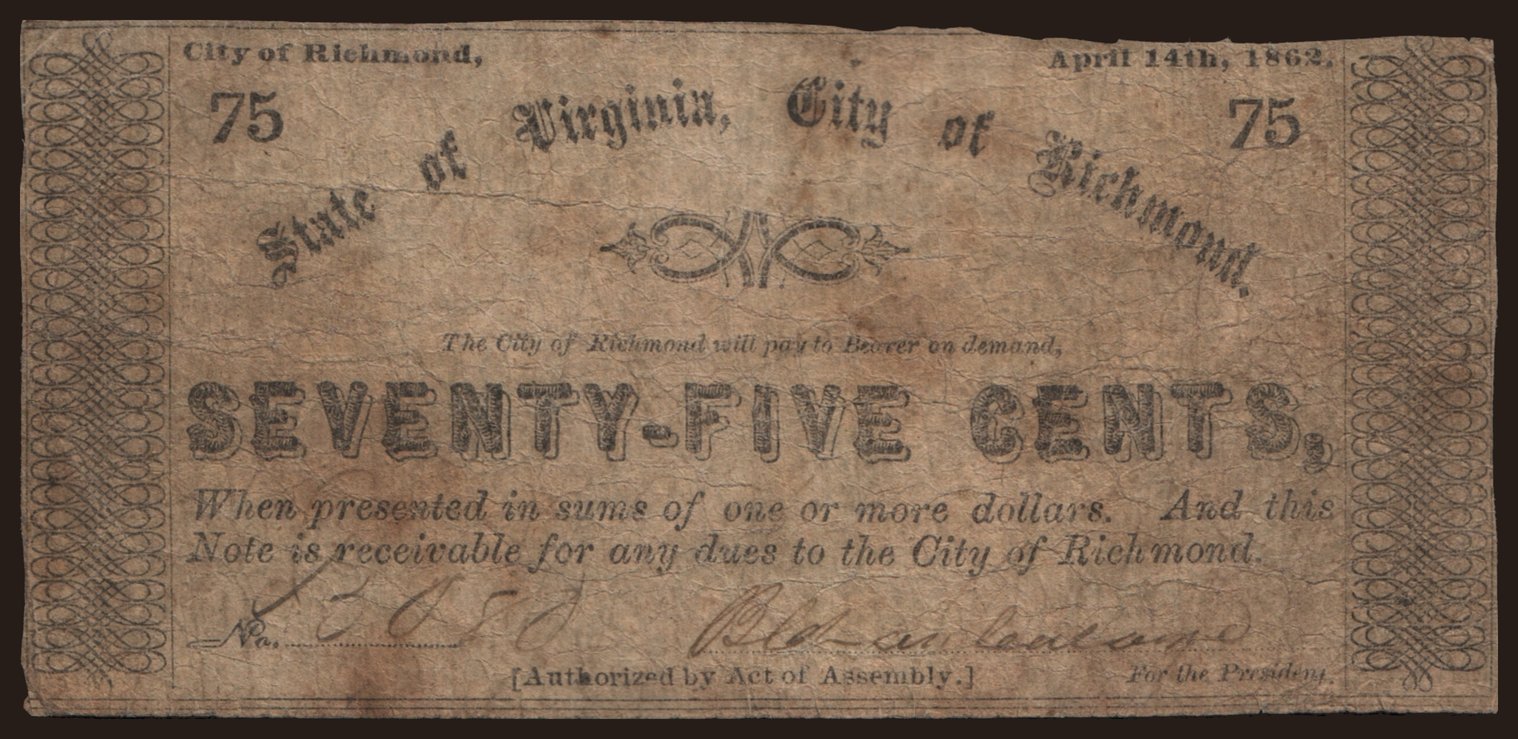 City of Richmond, April 14th, 1862.
75 75
State of Virginia, City of Richmond.
The City of Richmond will pay to Bearer on demand,
SEVENTY-FIVE CENTS,
When presented in sums of one or more dollars. And this
Note is receivable for any dues to the City of Richmond.
No.
[Authorized by Act of Assembly.] For the President.